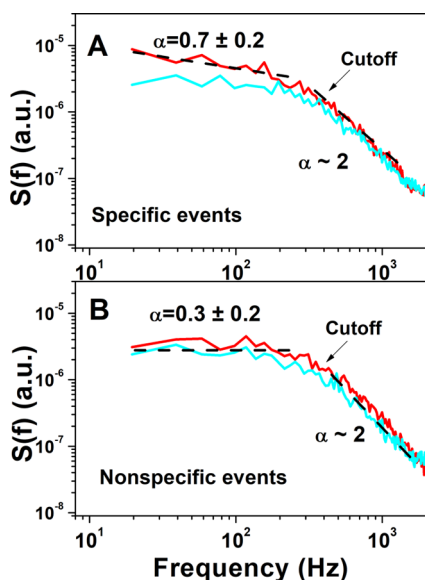 A
α=0.7 ± 0.2
Cutoff
α ~ 2
Specific events
S(f) (a.u.)
10⁻⁵
10⁻⁶
10⁻⁷
10⁻⁸
10¹
10²
10³
B
α=0.3 ± 0.2
Cutoff
α ~ 2
Nonspecific events
S(f) (a.u.)
10⁻⁵
10⁻⁶
10⁻⁷
10⁻⁸
10¹
10²
10³
Frequency (Hz)